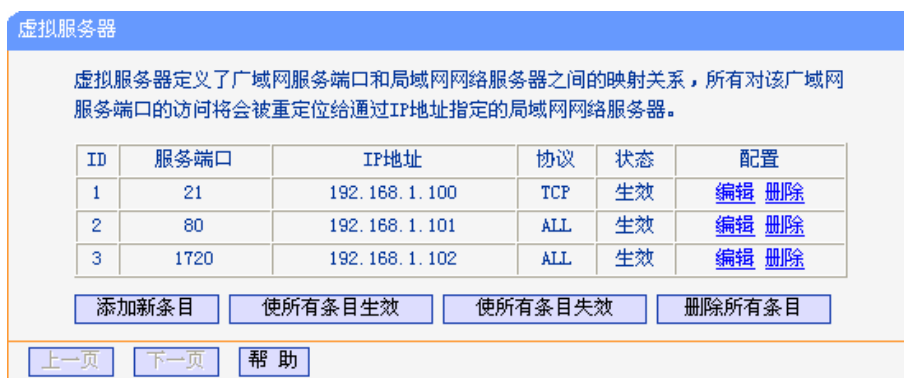 虚拟服务器
虚拟服务器定义了广域网服务端口和局域网网络服务器之间的映射关系，所有对该广域网
服务端口的访问将会被重定位给通过IP地址指定的局域网网络服务器。
ID 服务端口 IP地址 协议 状态 配置
1 21 192.168.1.100 TCP 生效 编辑 删除
2 80 192.168.1.101 ALL 生效 编辑 删除
3 1720 192.168.1.102 ALL 生效 编辑 删除
添加新条目 使所有条目生效 使所有条目失效 删除所有条目
上一页 下一页 帮 助